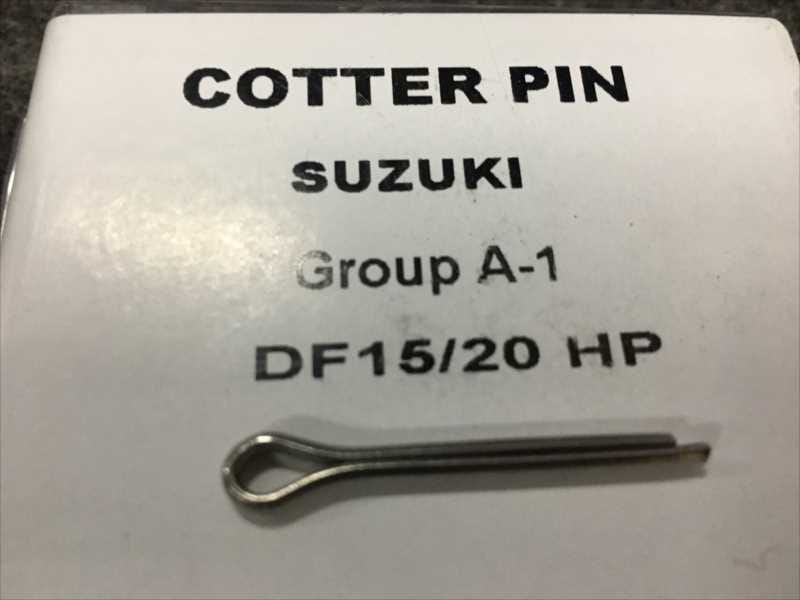 COTTER PIN
SUZUKI
Group A-1
DF15/20 HP